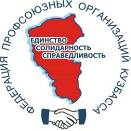 ФЕДЕРАЦИЯ ПРОФСОЮЗНЫХ ОРГАНИЗАЦИЙ КУЗБАССА
ЕДИНСТВО
СОЛИДАРНОСТЬ
СПРАВЕДЛИВОСТЬ